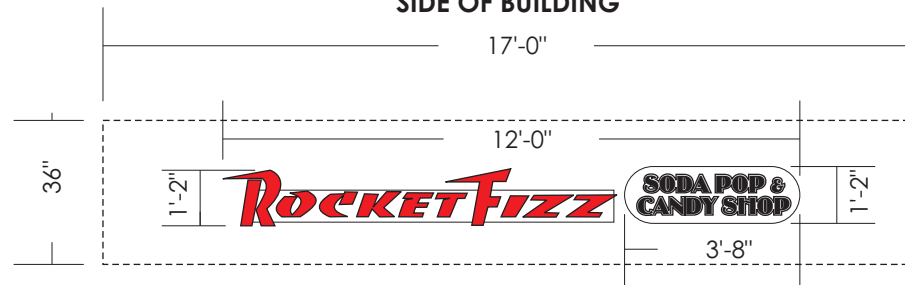 SIDE OF BUILDING
17'-0"
12'-0"
36"
1'-2"
ROCKET FIZZ
SODA POP &
CANDY SHOP
1'-2"
3'-8"